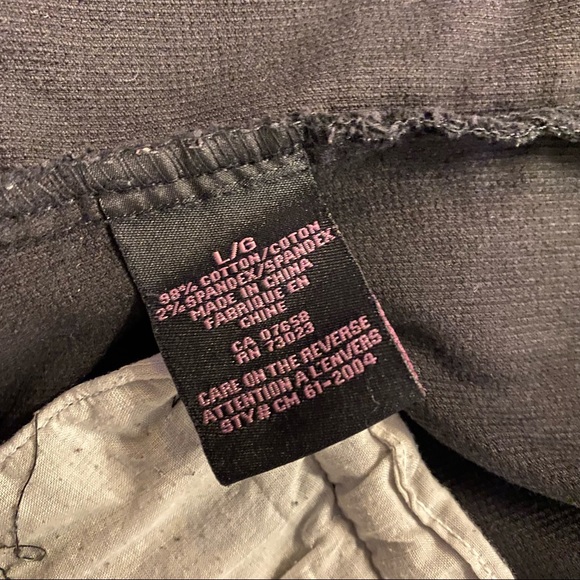 L/G
98% COTTON/COTON
2% SPANDEX/SPANDEX
MADE IN CHINA
FABRIQUE EN
CHINE
CA 07658
RN 73023
CARE ON THE REVERSE
ATTENTION A L'ENVERS
STY# CM 61-2004